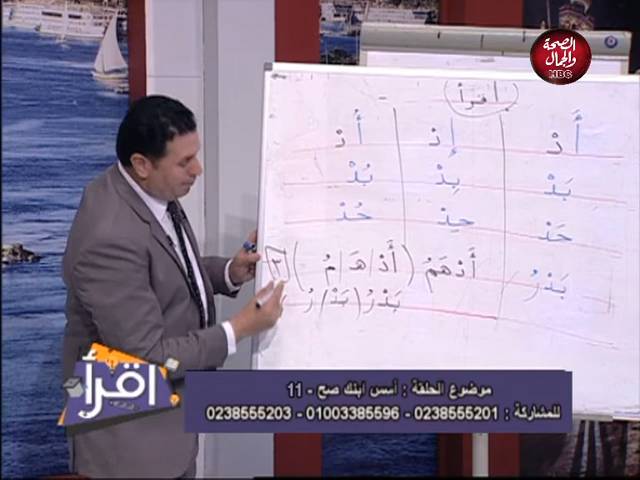 الصحة
والجمال
HBC
اقرأ
أَدْ إِدْ أُدْ
بَدْ بِدْ بُدْ
حَدْ حِدْ حُدْ
بَدْرُ أَدْهَمُ (أَدْ/هَـ/مُ) ٣
بَدْرُ (بَدْ/رُ
اقرأ
موضوع الحلقة : أسس ابنك صح - 11
للمشاركة : 0238555201 - 01003385596 - 0238555203